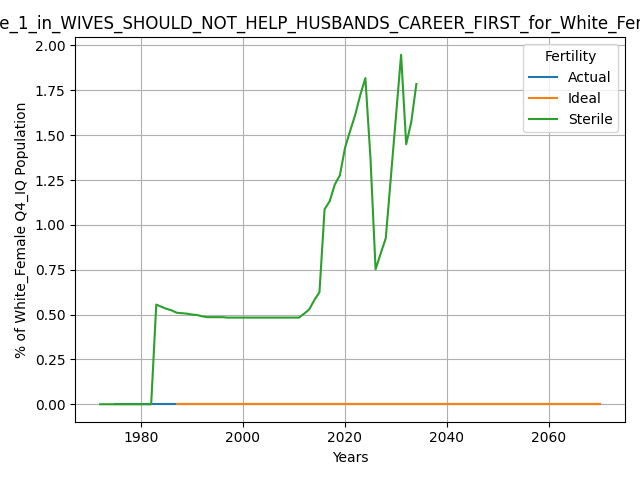 e_1_in_WIVES_SHOULD_NOT_HELP_HUSBANDS_CAREER_FIRST_for_White_Fem
Fertility
Actual
Ideal
Sterile
% of White_Female Q4_IQ Population
2.00
1.75
1.50
1.25
1.00
0.75
0.50
0.25
0.00
1980 2000 2020 2040 2060
Years